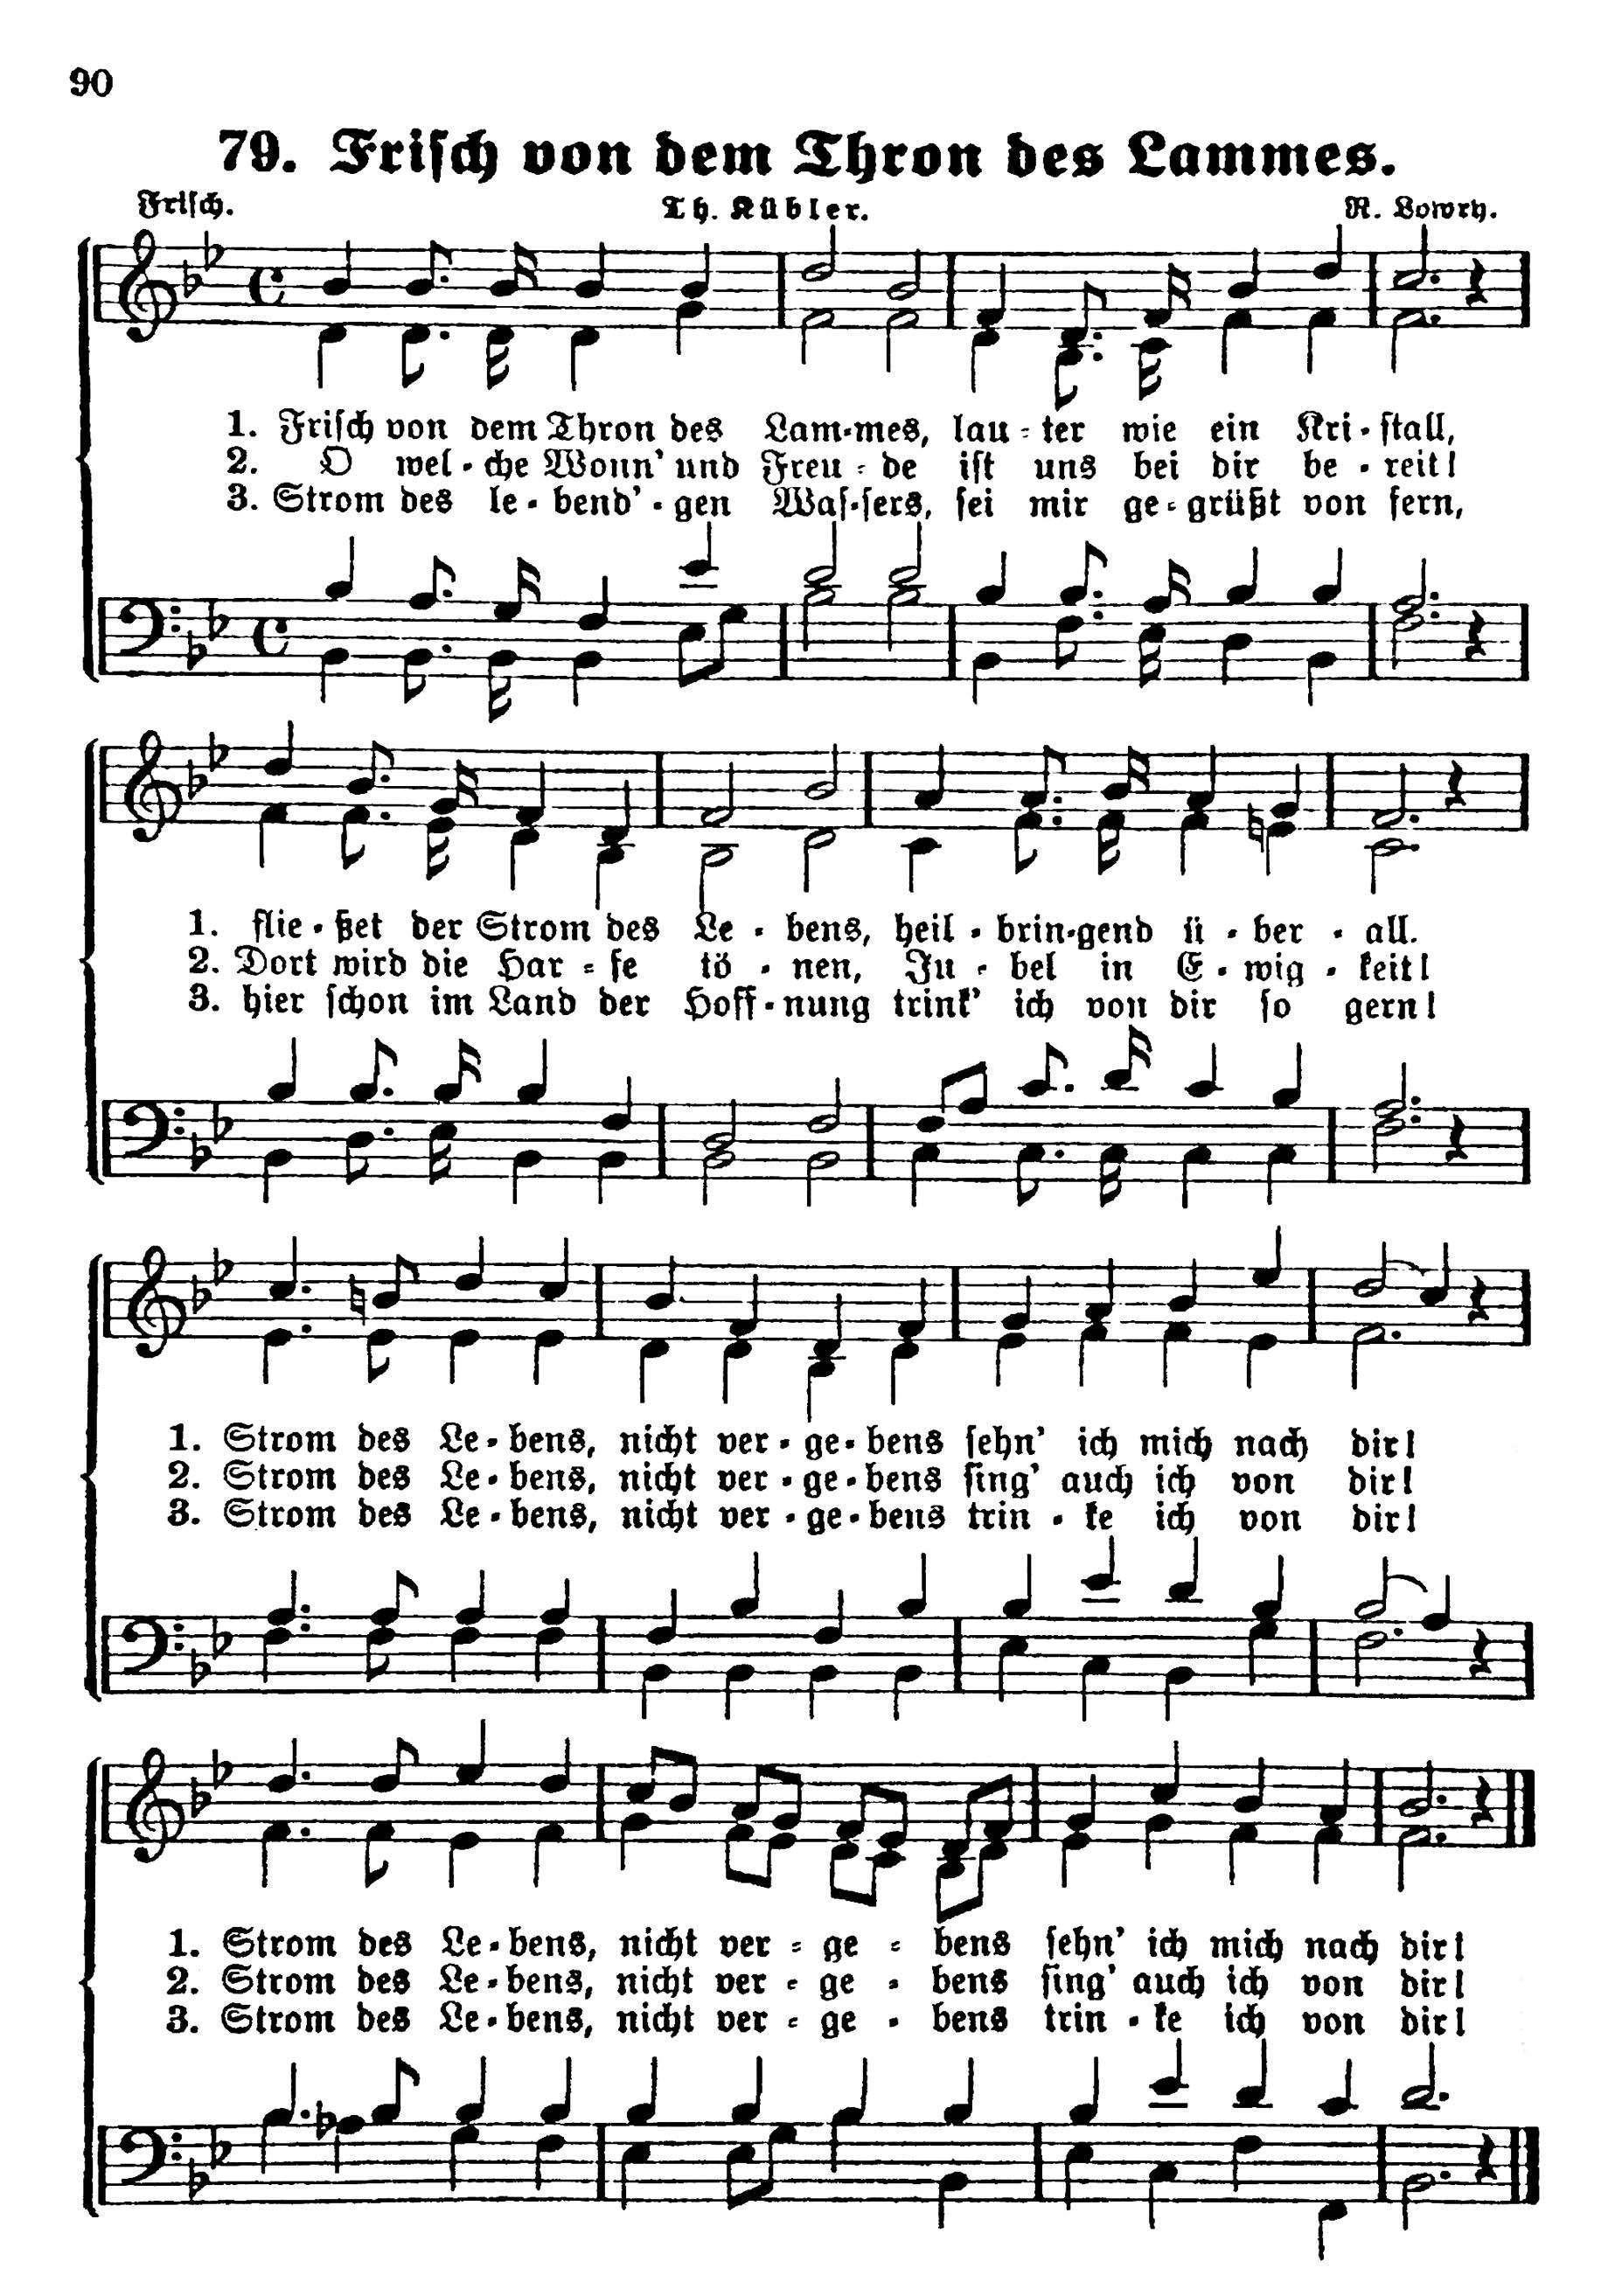 90
79. Frisch von dem Thron des Lammes.
Frisch. Th. Kübler. R. Lowry.
1. Frisch von dem Thron des Lam-mes, lau-ter wie ein Kri-stall,
2. O wel-che Wonn' und Freu-de ist uns bei dir be-reit!
3. Strom des le-bend'-gen Was-sers, sei mir ge-grüßt von fern,
1. flie-ßet der Strom des Le-bens, heil-brin-gend ü-ber-all.
2. Dort wird die Har-fe tö-nen, Ju-bel in E-wig-keit!
3. hier schon im Land der Hoff-nung trink' ich von dir so gern!
1. Strom des Le-bens, nicht ver-ge-bens sehn' ich mich nach dir!
2. Strom des Le-bens, nicht ver-ge-bens sing' auch ich von dir!
3. Strom des Le-bens, nicht ver-ge-bens trin-ke ich von dir!
1. Strom des Le-bens, nicht ver-ge-bens sehn' ich mich nach dir!
2. Strom des Le-bens, nicht ver-ge-bens sing' auch ich von dir!
3. Strom des Le-bens, nicht ver-ge-bens trin-ke ich von dir!